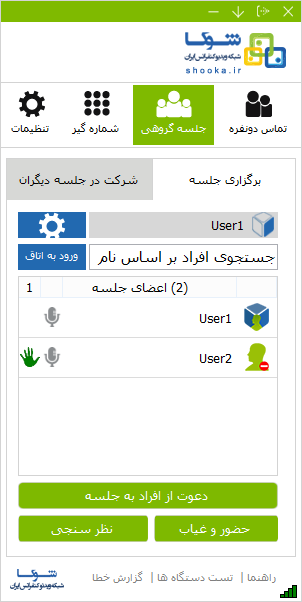 شوکا
شبکه ویدیو کنفرانس ایران
shooka.ir
تماس دونفره
جلسه گروهی
شماره گیر
تنظیمات
برگزاری جلسه
شرکت در جلسه دیگران
User1
جستجوی افراد بر اساس نام
ورود به اتاق
اعضای جلسه (2)
1
User1
User2
دعوت از افراد به جلسه
حضور و غیاب
نظر سنجی
راهنما | تست دستگاه ها | گزارش خطا
شوکا
شبکه ویدیو کنفرانس ایران